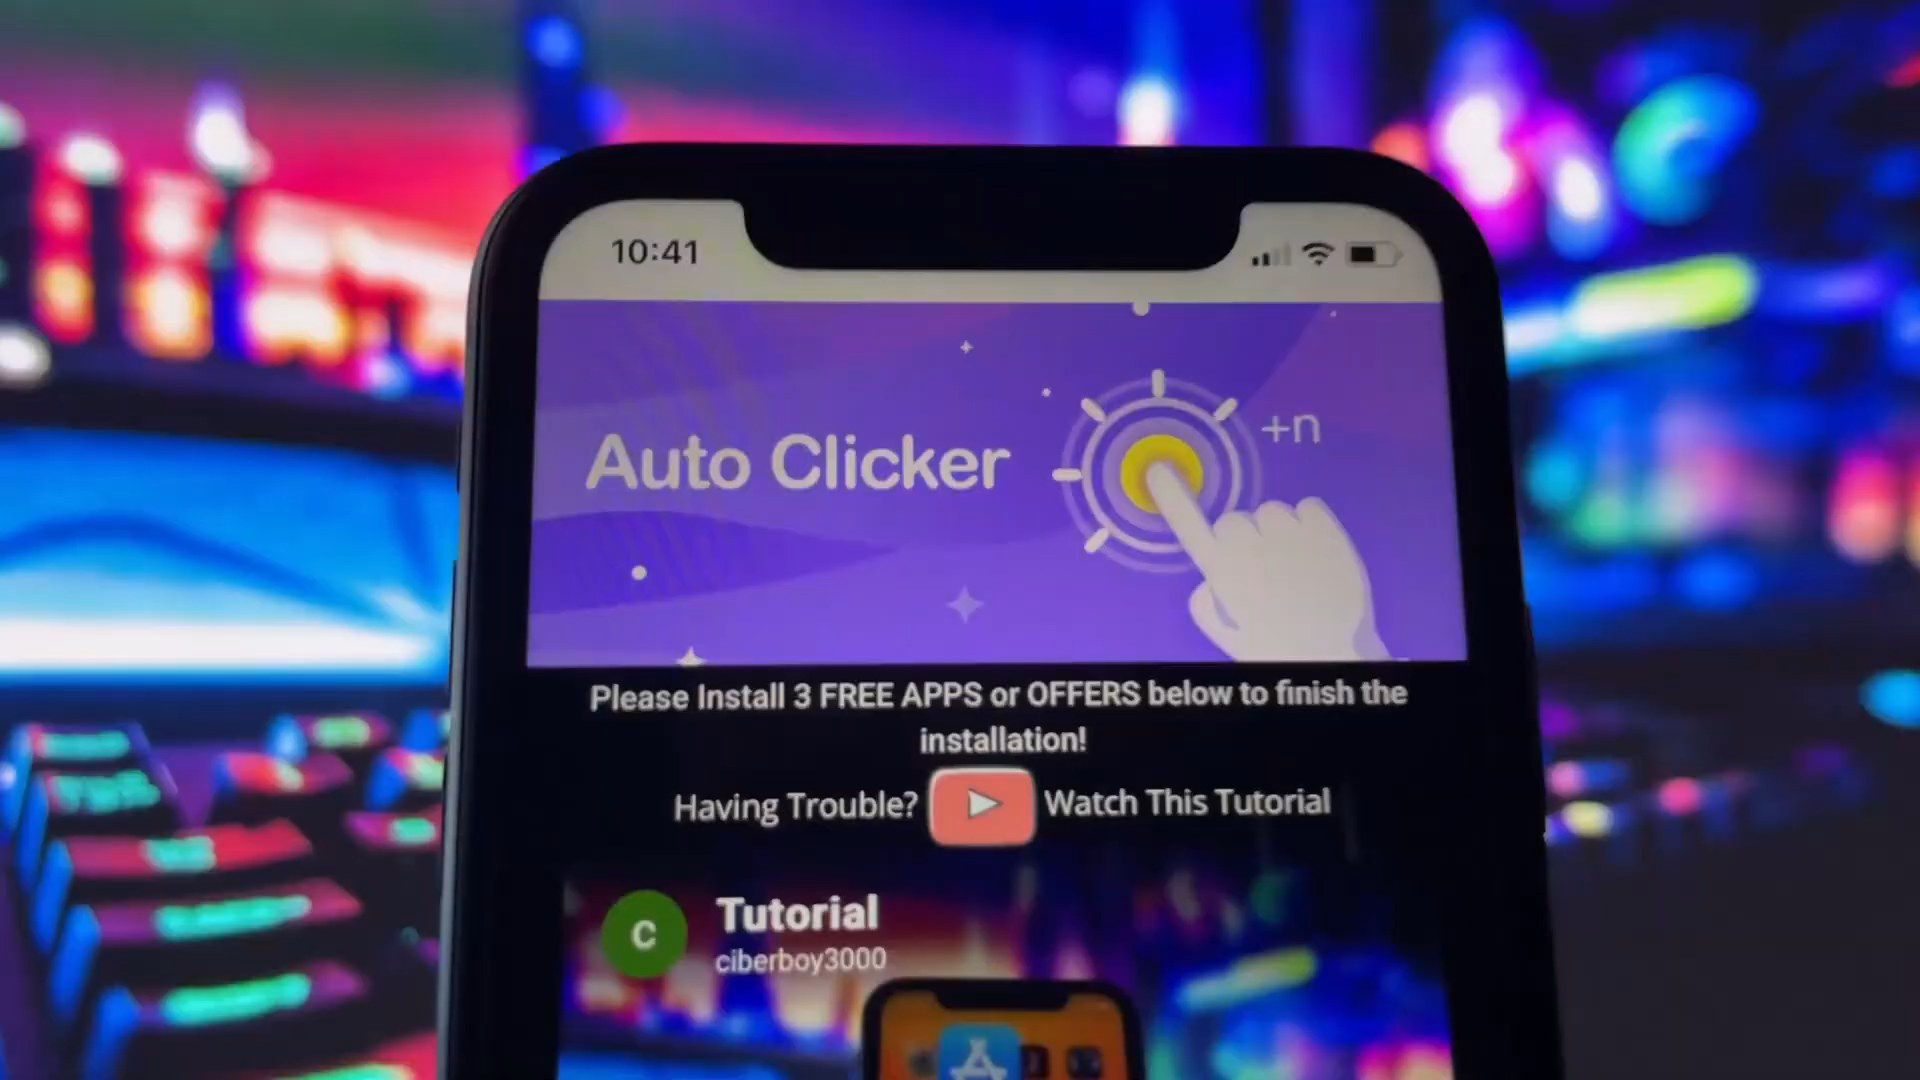 10:41
Auto Clicker
+n
Please Install 3 FREE APPS or OFFERS below to finish the
installation!
Having Trouble? Watch This Tutorial
C
Tutorial
ciberboy3000